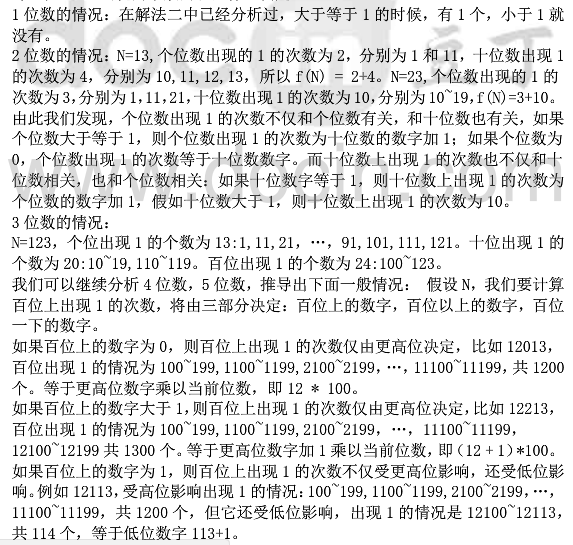 1 位数的情况：在解法二中已经分析过，大于等于 1 的时候，有 1 个，小于 1 就
没有。
2 位数的情况：N=13,个位数出现的 1 的次数为 2，分别为 1 和 11，十位数出现 1
的次数为 4，分别为 10,11,12,13，所以 f(N) = 2+4。N=23,个位数出现的 1 的
次数为 3,分别为 1,11,21,十位数出现 1 的次数为 10,分别为 10~19,f(N)=3+10。
由此我们发现，个位数出现 1 的次数不仅和个位数有关，和十位数也有关，如果
个位数大于等于 1，则个位数出现 1 的次数为十位数的数字加 1；如果个位数为
0，个位数出现 1 的次数等于十位数数字。而十位数上出现 1 的次数也不仅和十
位数相关，也和个位数相关：如果十位数字等于 1，则十位数上出现 1 的次数为
个位数的数字加 1，假如十位数大于 1，则十位数上出现 1 的次数为 10。
3 位数的情况：
N=123，个位出现 1 的个数为 13:1,11,21，…，91,101,111,121。十位出现 1 的
个数为 20:10~19,110~119。百位出现 1 的个数为 24:100~123。
我们可以继续分析 4 位数，5 位数，推导出下面一般情况： 假设 N，我们要计算
百位上出现 1 的次数，将由三部分决定：百位上的数字，百位以上的数字，百位
一下的数字。
如果百位上的数字为 0，则百位上出现 1 的次数仅由更高位决定，比如 12013，
百位出现 1 的情况为 100~199,1100~1199,2100~2199，…，11100~11199，共 1200
个。等于更高位数字乘以当前位数，即 12 * 100。
如果百位上的数字大于 1,则百位上出现 1 的次数仅由更高位决定,比如 12213，
百位出现 1 的情况为 100~199,1100~1199,2100~2199，…，11100~11199，
12100~12199 共 1300 个。等于更高位数字加 1 乘以当前位数，即(12 + 1)*100。
如果百位上的数字为 1，则百位上出现 1 的次数不仅受更高位影响，还受低位影
响。例如 12113,受高位影响出现 1 的情况:100~199,1100~1199,2100~2199,…,
11100~11199，共 1200 个，但它还受低位影响，出现 1 的情况是 12100~12113，
共 114 个，等于低位数字 113+1。
www.docin.com